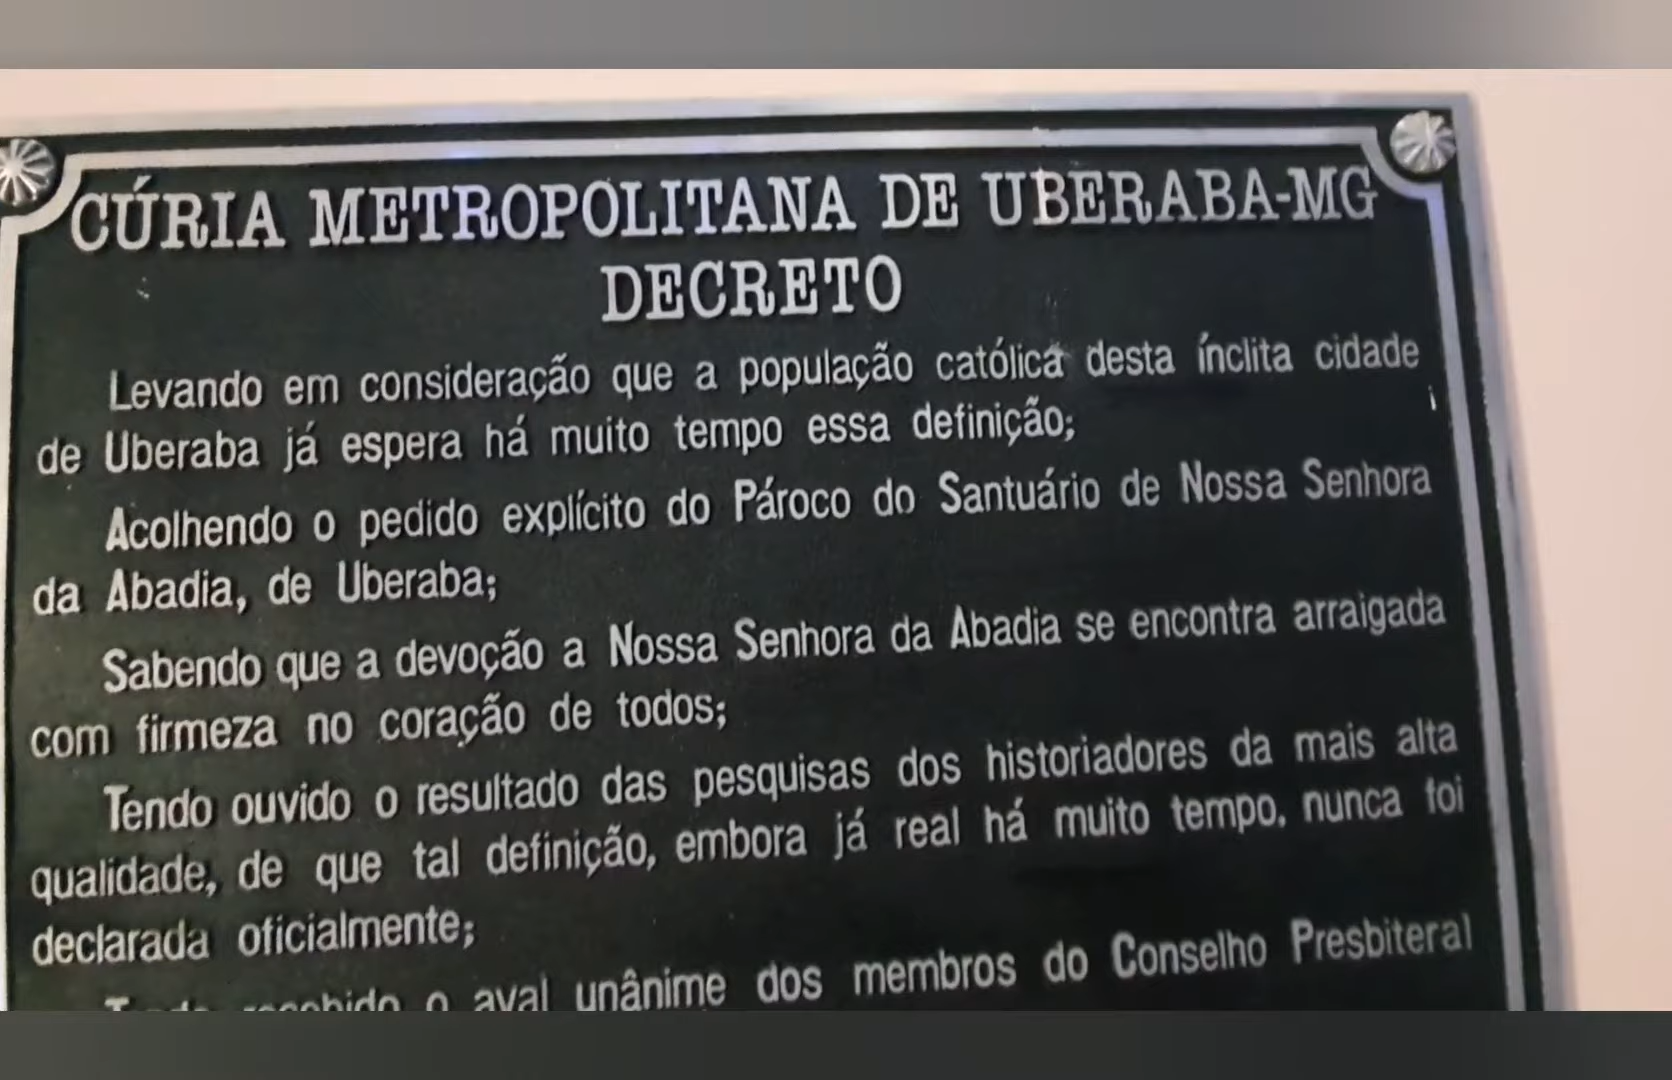 CÚRIA METROPOLITANA DE UBERABA-MG
DECRETO
Levando em consideração que a população católica desta ínclita cidade
de Uberaba já espera há muito tempo essa definição;
Acolhendo o pedido explícito do Pároco do Santuário de Nossa Senhora
da Abadia, de Uberaba;
Sabendo que a devoção a Nossa Senhora da Abadia se encontra arraigada
com firmeza no coração de todos;
Tendo ouvido o resultado das pesquisas dos historiadores da mais alta
qualidade, de que tal definição, embora já real há muito tempo, nunca foi
declarada oficialmente;
Tendo recebido o aval unânime dos membros do Conselho Presbiteral